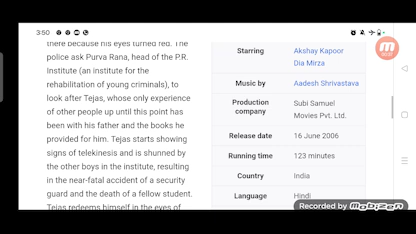 3:50
there because his eyes turned red. The
police ask Purva Rana, head of the P.R.
Institute (an institute for the
rehabilitation of young criminals), to
look after Tejas, whose only experience
of other people up until this point has
been with his father and the books he
provided for him. Tejas starts showing
signs of telekinesis and is shunned by
the other boys in the institute, resulting
in the near-fatal accident of a security
guard and the death of a fellow student.
Tejas redeems himself in the eyes of
Starring Akshay Kapoor
Dia Mirza
Music by Aadesh Shrivastava
Production company Subi Samuel
Movies Pvt. Ltd.
Release date 16 June 2006
Running time 123 minutes
Country India
Language Hindi
Recorded by Mobizen